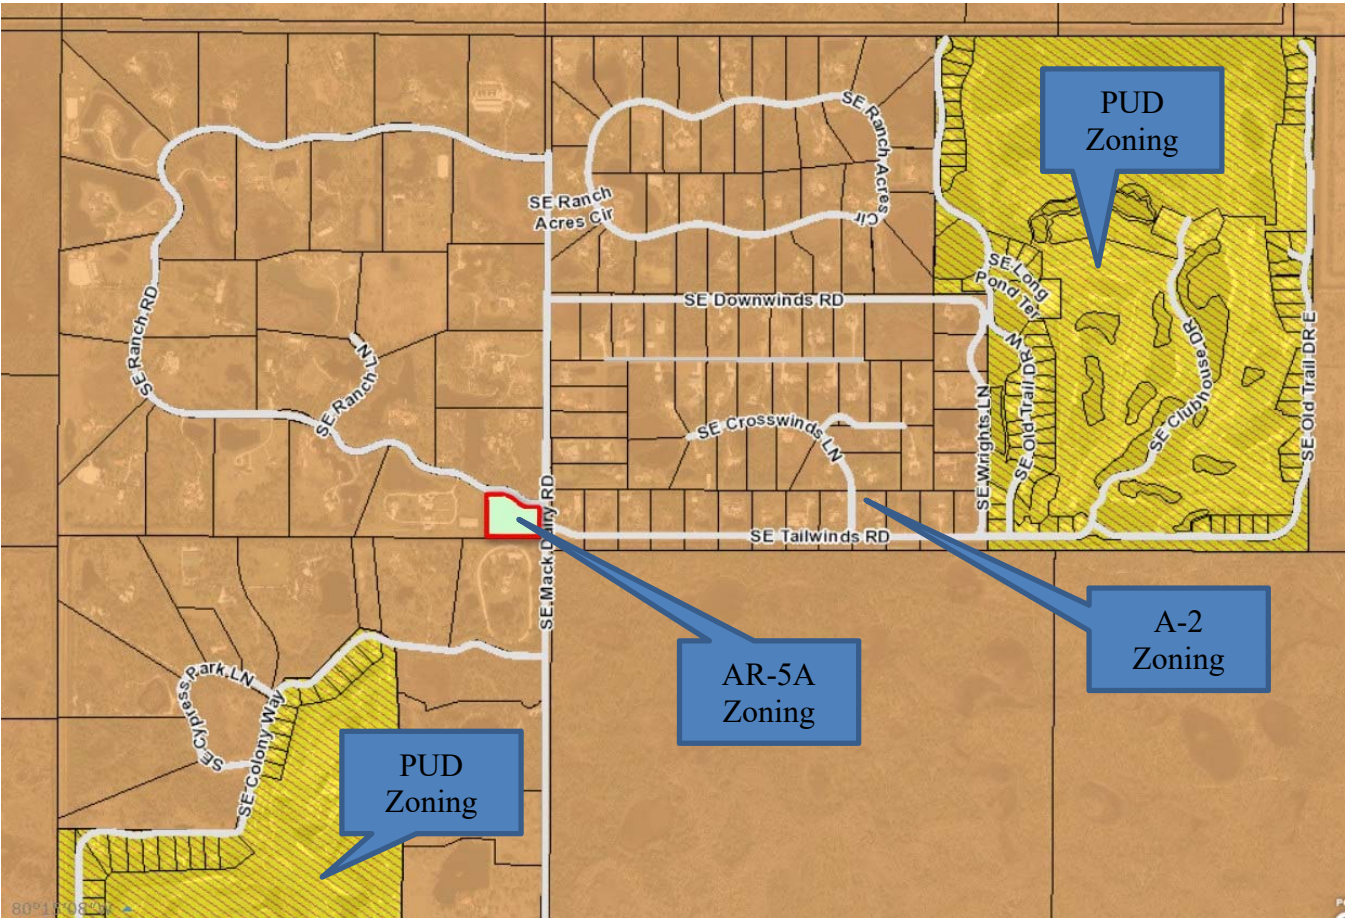 PUD
Zoning
SE Ranch Acres Cir
SE Ranch
Acres Cir
SE Long
Pond Ter
SE Downwinds RD
SE Ranch RD
SE Ranch LN
SE Old Trail DR W
SE Clubhouse DR
SE Old Trail DR E
SE Crosswinds LN
SE Wrights LN
SE Mack Dairy RD
SE Tailwinds RD
A-2
Zoning
AR-5A
Zoning
SE Cypress Park LN
SE Colony Way
PUD
Zoning